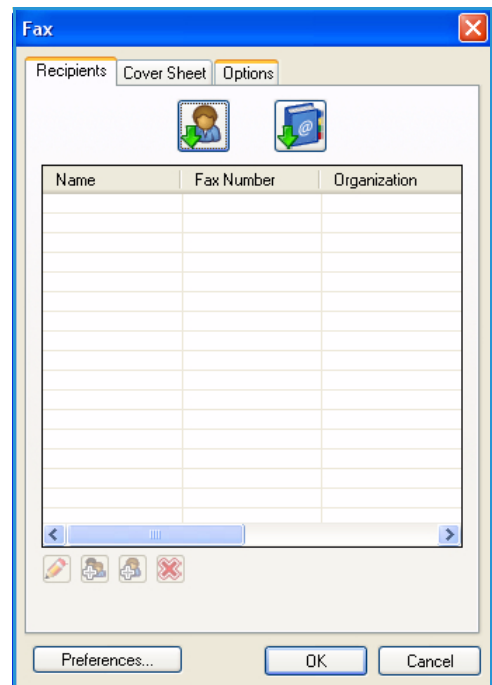 Fax
Recipients Cover Sheet Options
@
Name Fax Number Organization
Preferences... OK Cancel